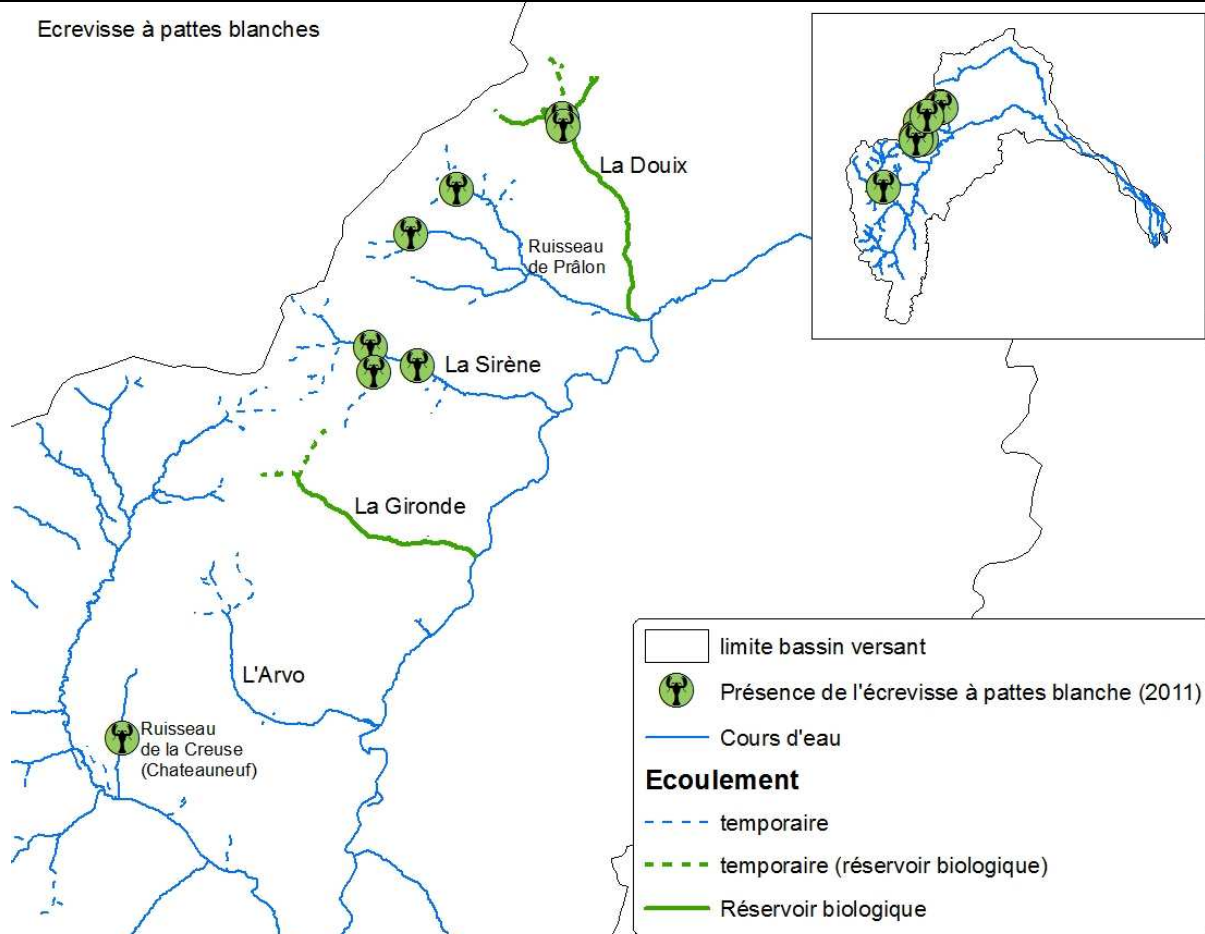 Ecrevisse à pattes blanches
La Douix
Ruisseau
de Prâlon
La Sirène
La Gironde
L'Arvo
Ruisseau
de la Creuse
(Chateauneuf)
limite bassin versant
Présence de l'écrevisse à pattes blanche (2011)
Cours d'eau
Ecoulement
temporaire
temporaire (réservoir biologique)
Réservoir biologique